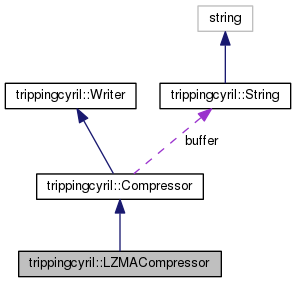 string
trippingcyril::Writer
trippingcyril::String
buffer
trippingcyril::Compressor
trippingcyril::LZMACompressor